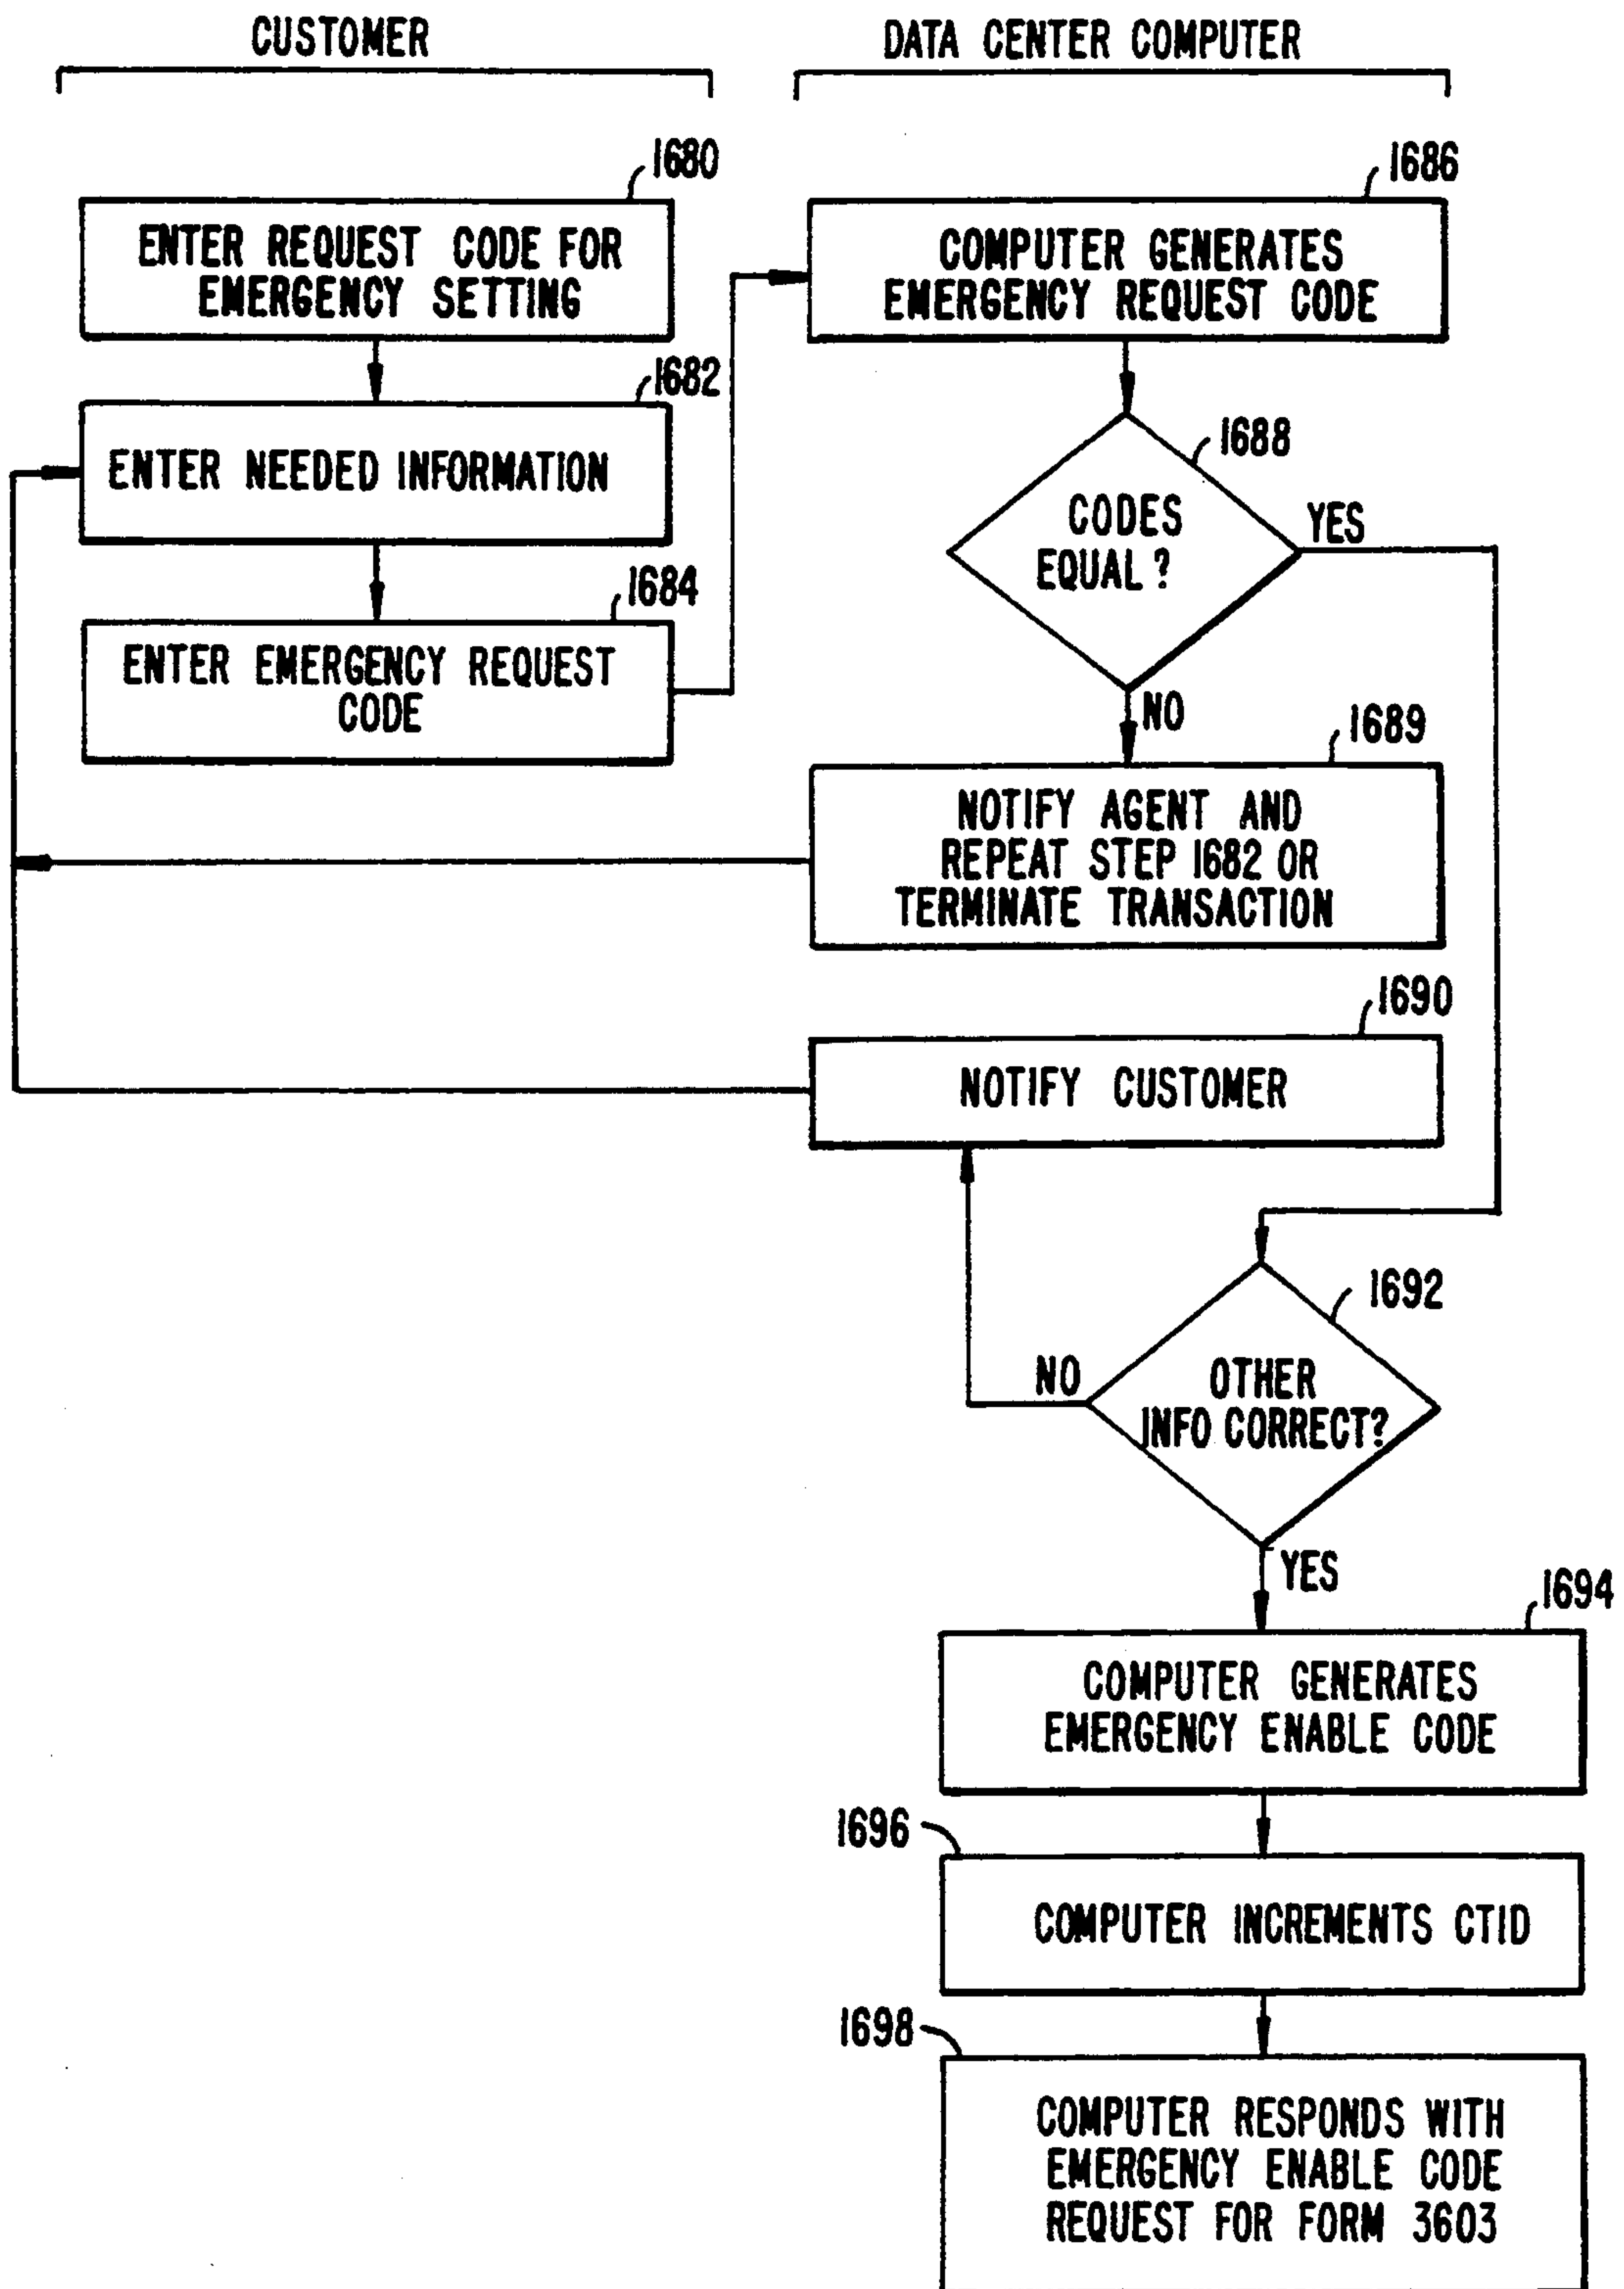 CUSTOMER
DATA CENTER COMPUTER
1680
ENTER REQUEST CODE FOR
EMERGENCY SETTING
1682
ENTER NEEDED INFORMATION
1684
ENTER EMERGENCY REQUEST
CODE
1686
COMPUTER GENERATES
EMERGENCY REQUEST CODE
1688
CODES
EQUAL?
YES
NO
1689
NOTIFY AGENT AND
REPEAT STEP 1682 OR
TERMINATE TRANSACTION
1690
NOTIFY CUSTOMER
1692
OTHER
INFO CORRECT?
NO
YES
1694
COMPUTER GENERATES
EMERGENCY ENABLE CODE
1696
COMPUTER INCREMENTS CTID
1698
COMPUTER RESPONDS WITH
EMERGENCY ENABLE CODE
REQUEST FOR FORM 3603